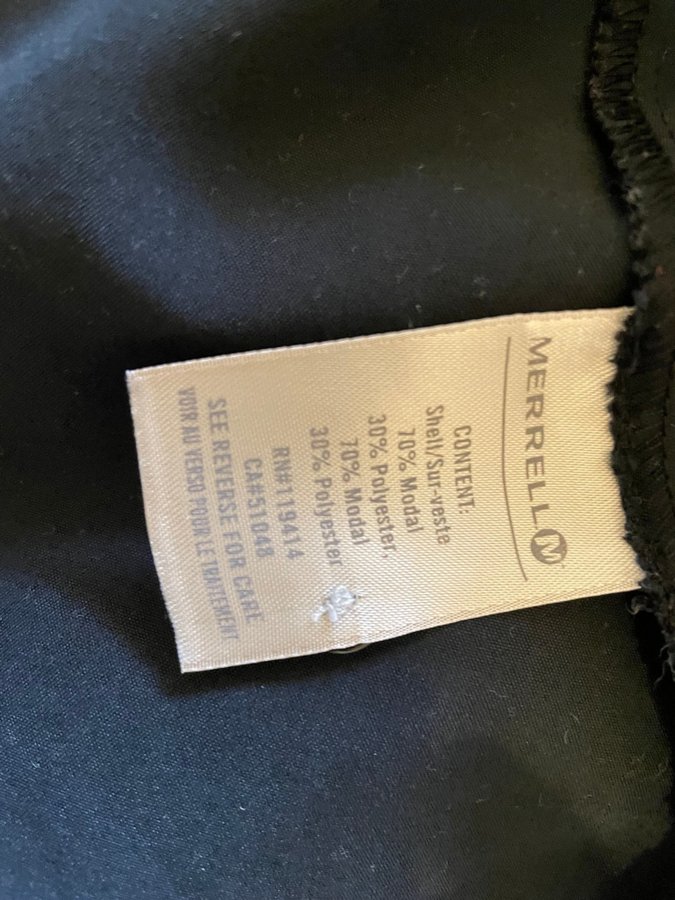 MERRELL M
CONTENT:
Shell/Sur-veste
70% Modal
30% Polyester,
70% Modal
30% Polyester
RN#119414
CA#51048
SEE REVERSE FOR CARE
VOIR AU VERSO POUR LE TRAITEMENT